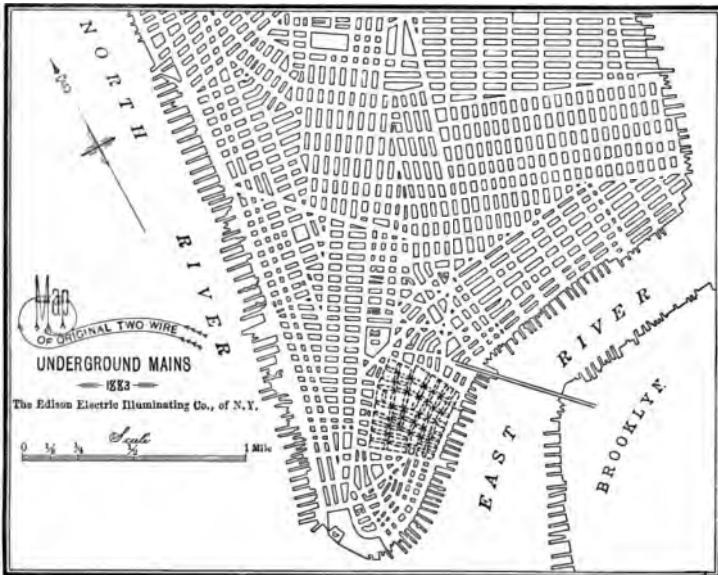 NORTH RIVER
Map
OF ORIGINAL TWO WIRE
UNDERGROUND MAINS
1883
The Edison Electric Illuminating Co., of N.Y.
Scale
0 ⅛ ¼ ½ 1 Mile
EAST RIVER
BROOKLYN